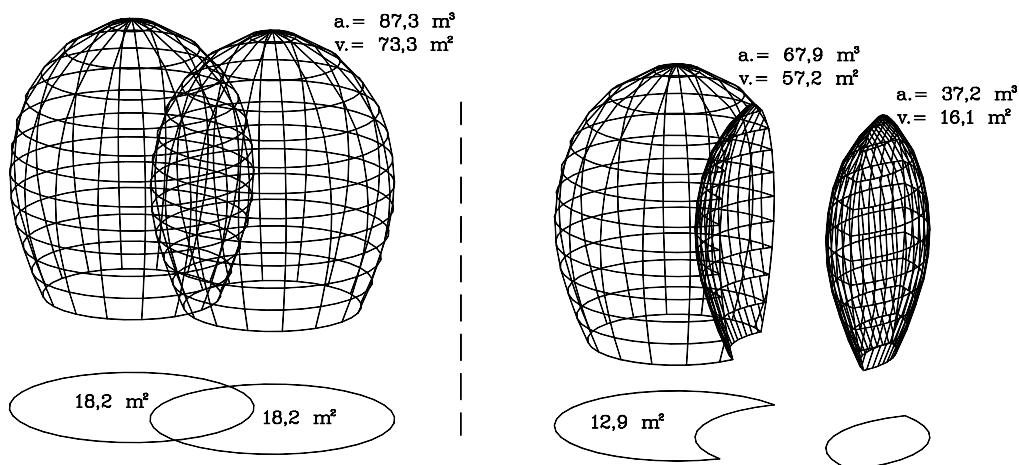 a.= 87,3 m³
v.= 73,3 m²
a.= 67,9 m³
v.= 57,2 m²
a.= 37,2 m³
v.= 16,1 m²
18,2 m²
18,2 m²
12,9 m²